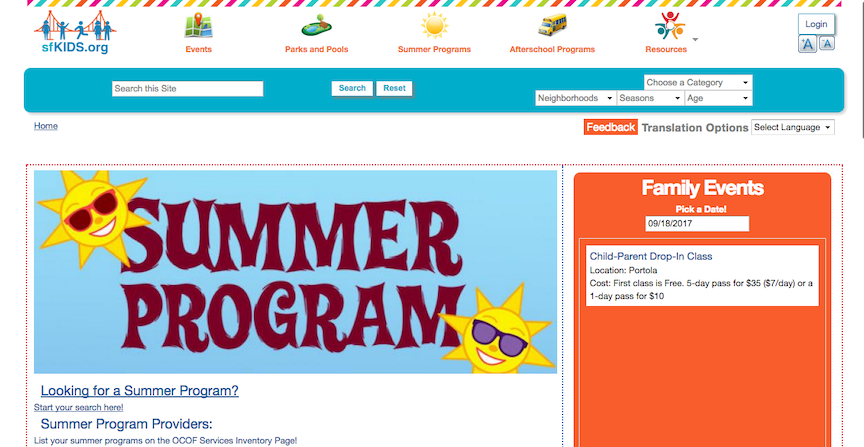 sfKIDS.org
Events
Parks and Pools
Summer Programs
Afterschool Programs
Resources
Login
A
A
Search this Site
Search
Reset
Choose a Category
Neighborhoods
Seasons
Age
Home
Feedback
Translation Options
Select Language
SUMMER
PROGRAM
Looking for a Summer Program?
Start your search here!
Summer Program Providers:
List your summer programs on the OCOF Services Inventory Page!
Family Events
Pick a Date!
09/18/2017
Child-Parent Drop-In Class
Location: Portola
Cost: First class is Free. 5-day pass for $35 ($7/day) or a
1-day pass for $10